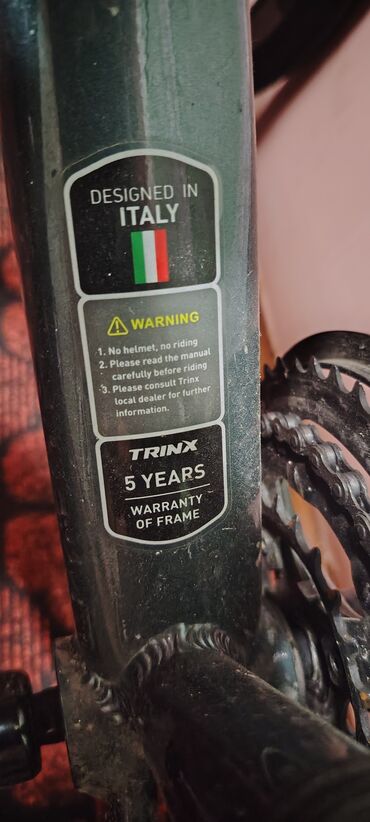 DESIGNED IN
ITALY
WARNING
1. No helmet, no riding
2. Please read the manual
carefully before riding
3. Please consult Trinx
local dealer for further
information.
TRINX
5 YEARS
WARRANTY
OF FRAME